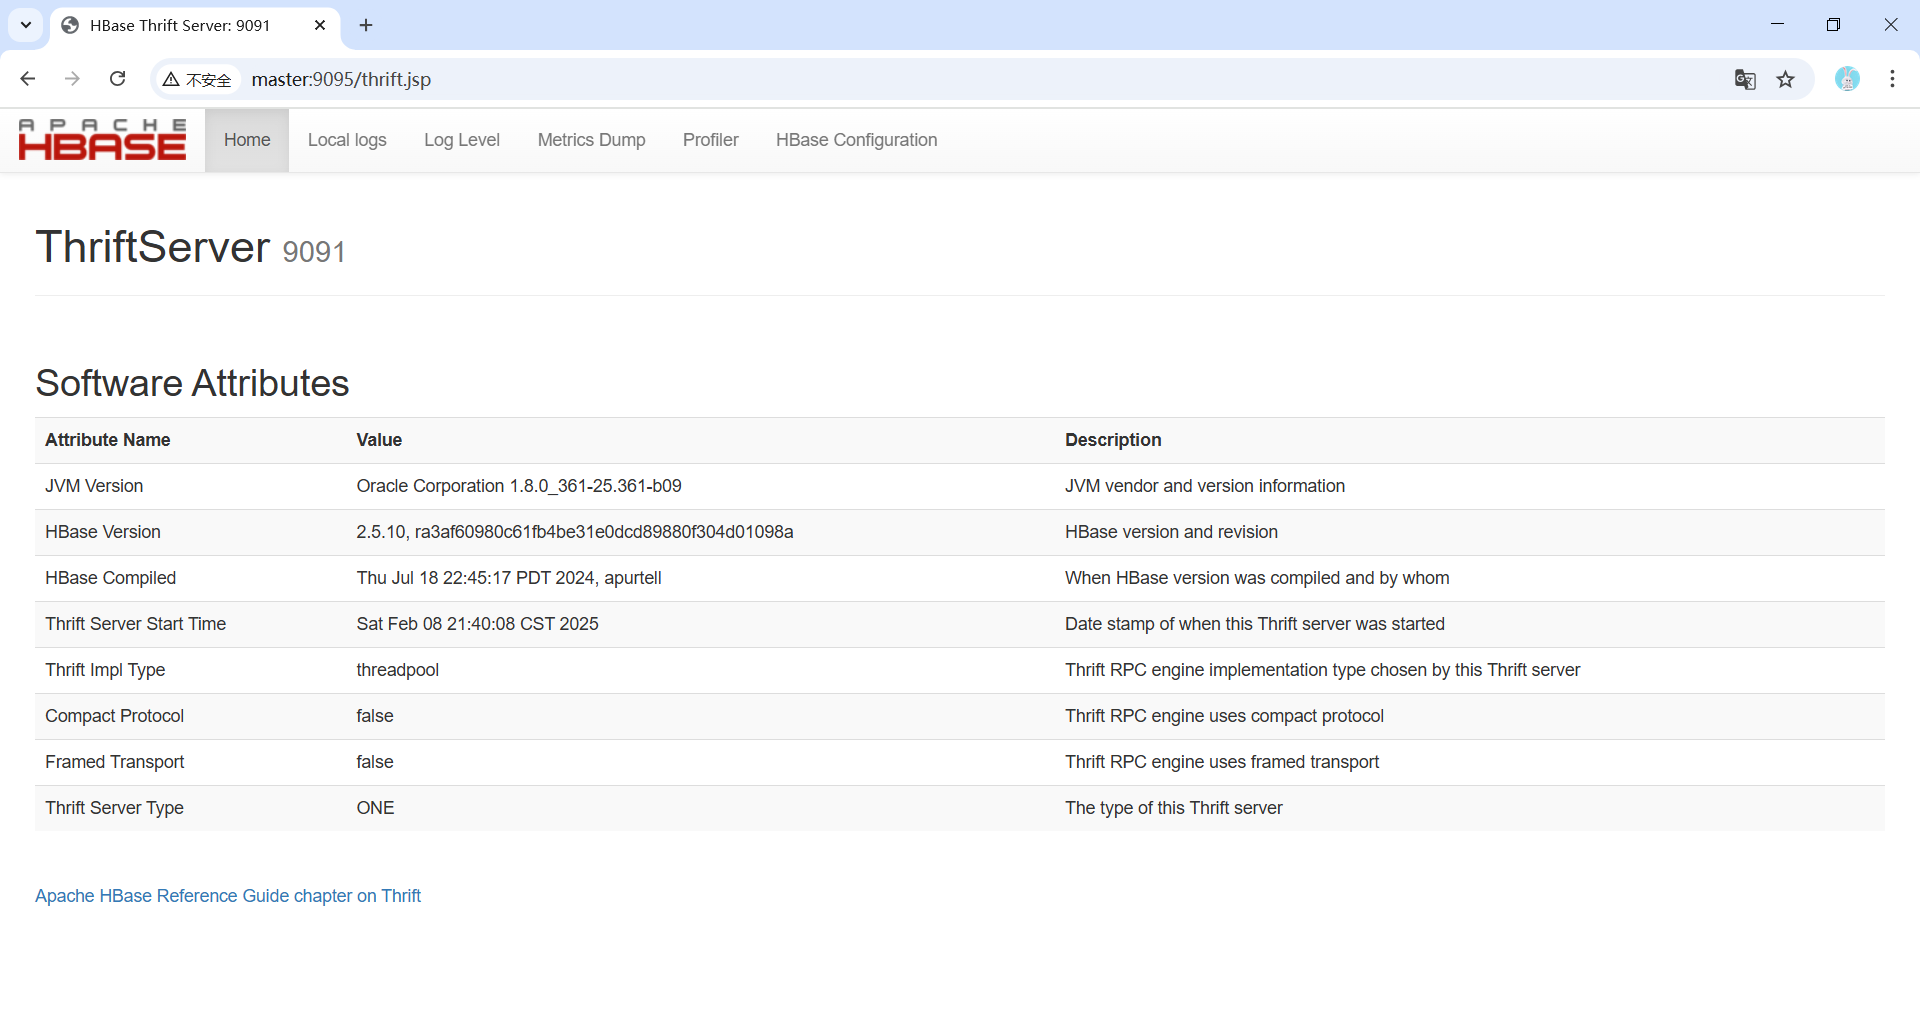 HBase Thrift Server: 9091
不安全 master:9095/thrift.jsp
APACHE HBASE Home Local logs Log Level Metrics Dump Profiler HBase Configuration
ThriftServer 9091
Software Attributes
Attribute Name Value Description
JVM Version Oracle Corporation 1.8.0_361-25.361-b09 JVM vendor and version information
HBase Version 2.5.10, ra3af60980c61fb4be31e0dcd89880f304d01098a HBase version and revision
HBase Compiled Thu Jul 18 22:45:17 PDT 2024, apurtell When HBase version was compiled and by whom
Thrift Server Start Time Sat Feb 08 21:40:08 CST 2025 Date stamp of when this Thrift server was started
Thrift Impl Type threadpool Thrift RPC engine implementation type chosen by this Thrift server
Compact Protocol false Thrift RPC engine uses compact protocol
Framed Transport false Thrift RPC engine uses framed transport
Thrift Server Type ONE The type of this Thrift server
Apache HBase Reference Guide chapter on Thrift